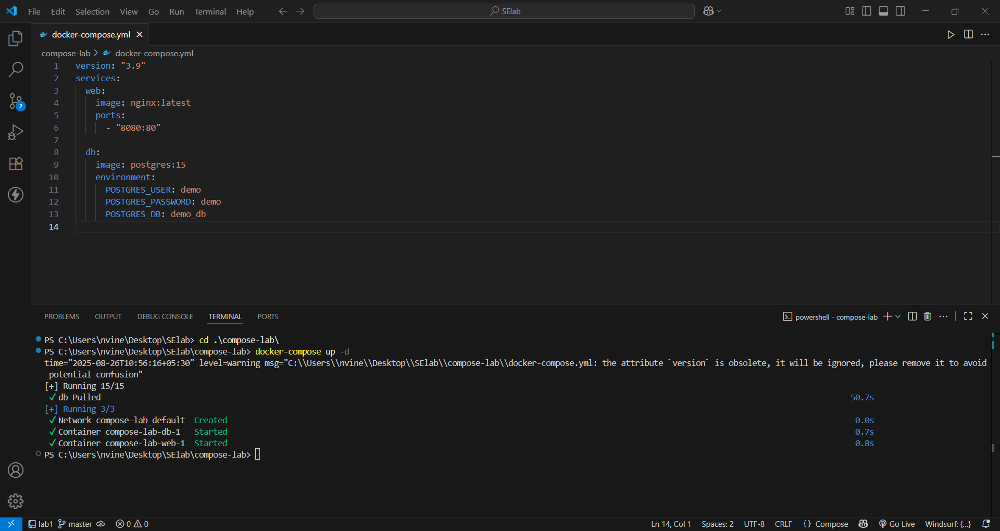 File Edit Selection View Go Run Terminal Help SElab
docker-compose.yml
compose-lab > docker-compose.yml
1 version: "3.9"
2 services:
3 web:
4 image: nginx:latest
5 ports:
6 - "8080:80"
7
8 db:
9 image: postgres:15
10 environment:
11 POSTGRES_USER: demo
12 POSTGRES_PASSWORD: demo
13 POSTGRES_DB: demo_db
14
2
PROBLEMS OUTPUT DEBUG CONSOLE TERMINAL PORTS powershell - compose-lab
PS C:\Users\nvine\Desktop\SElab> cd .\compose-lab\
PS C:\Users\nvine\Desktop\SElab\compose-lab> docker-compose up -d
time="2025-08-26T10:56:16+05:30" level=warning msg="C:\\Users\\nvine\\Desktop\\SElab\\compose-lab\\docker-compose.yml: the attribute `version` is obsolete, it will be ignored, please remove it to avoid
potential confusion"
[+] Running 15/15
✓ db Pulled 50.7s
[+] Running 3/3
✓ Network compose-lab_default Created 0.0s
✓ Container compose-lab-db-1 Started 0.7s
✓ Container compose-lab-web-1 Started 0.8s
PS C:\Users\nvine\Desktop\SElab\compose-lab>
lab1 master 0 0 Ln 14, Col 1 Spaces: 2 UTF-8 CRLF {} Compose Go Live Windsurf: {...}